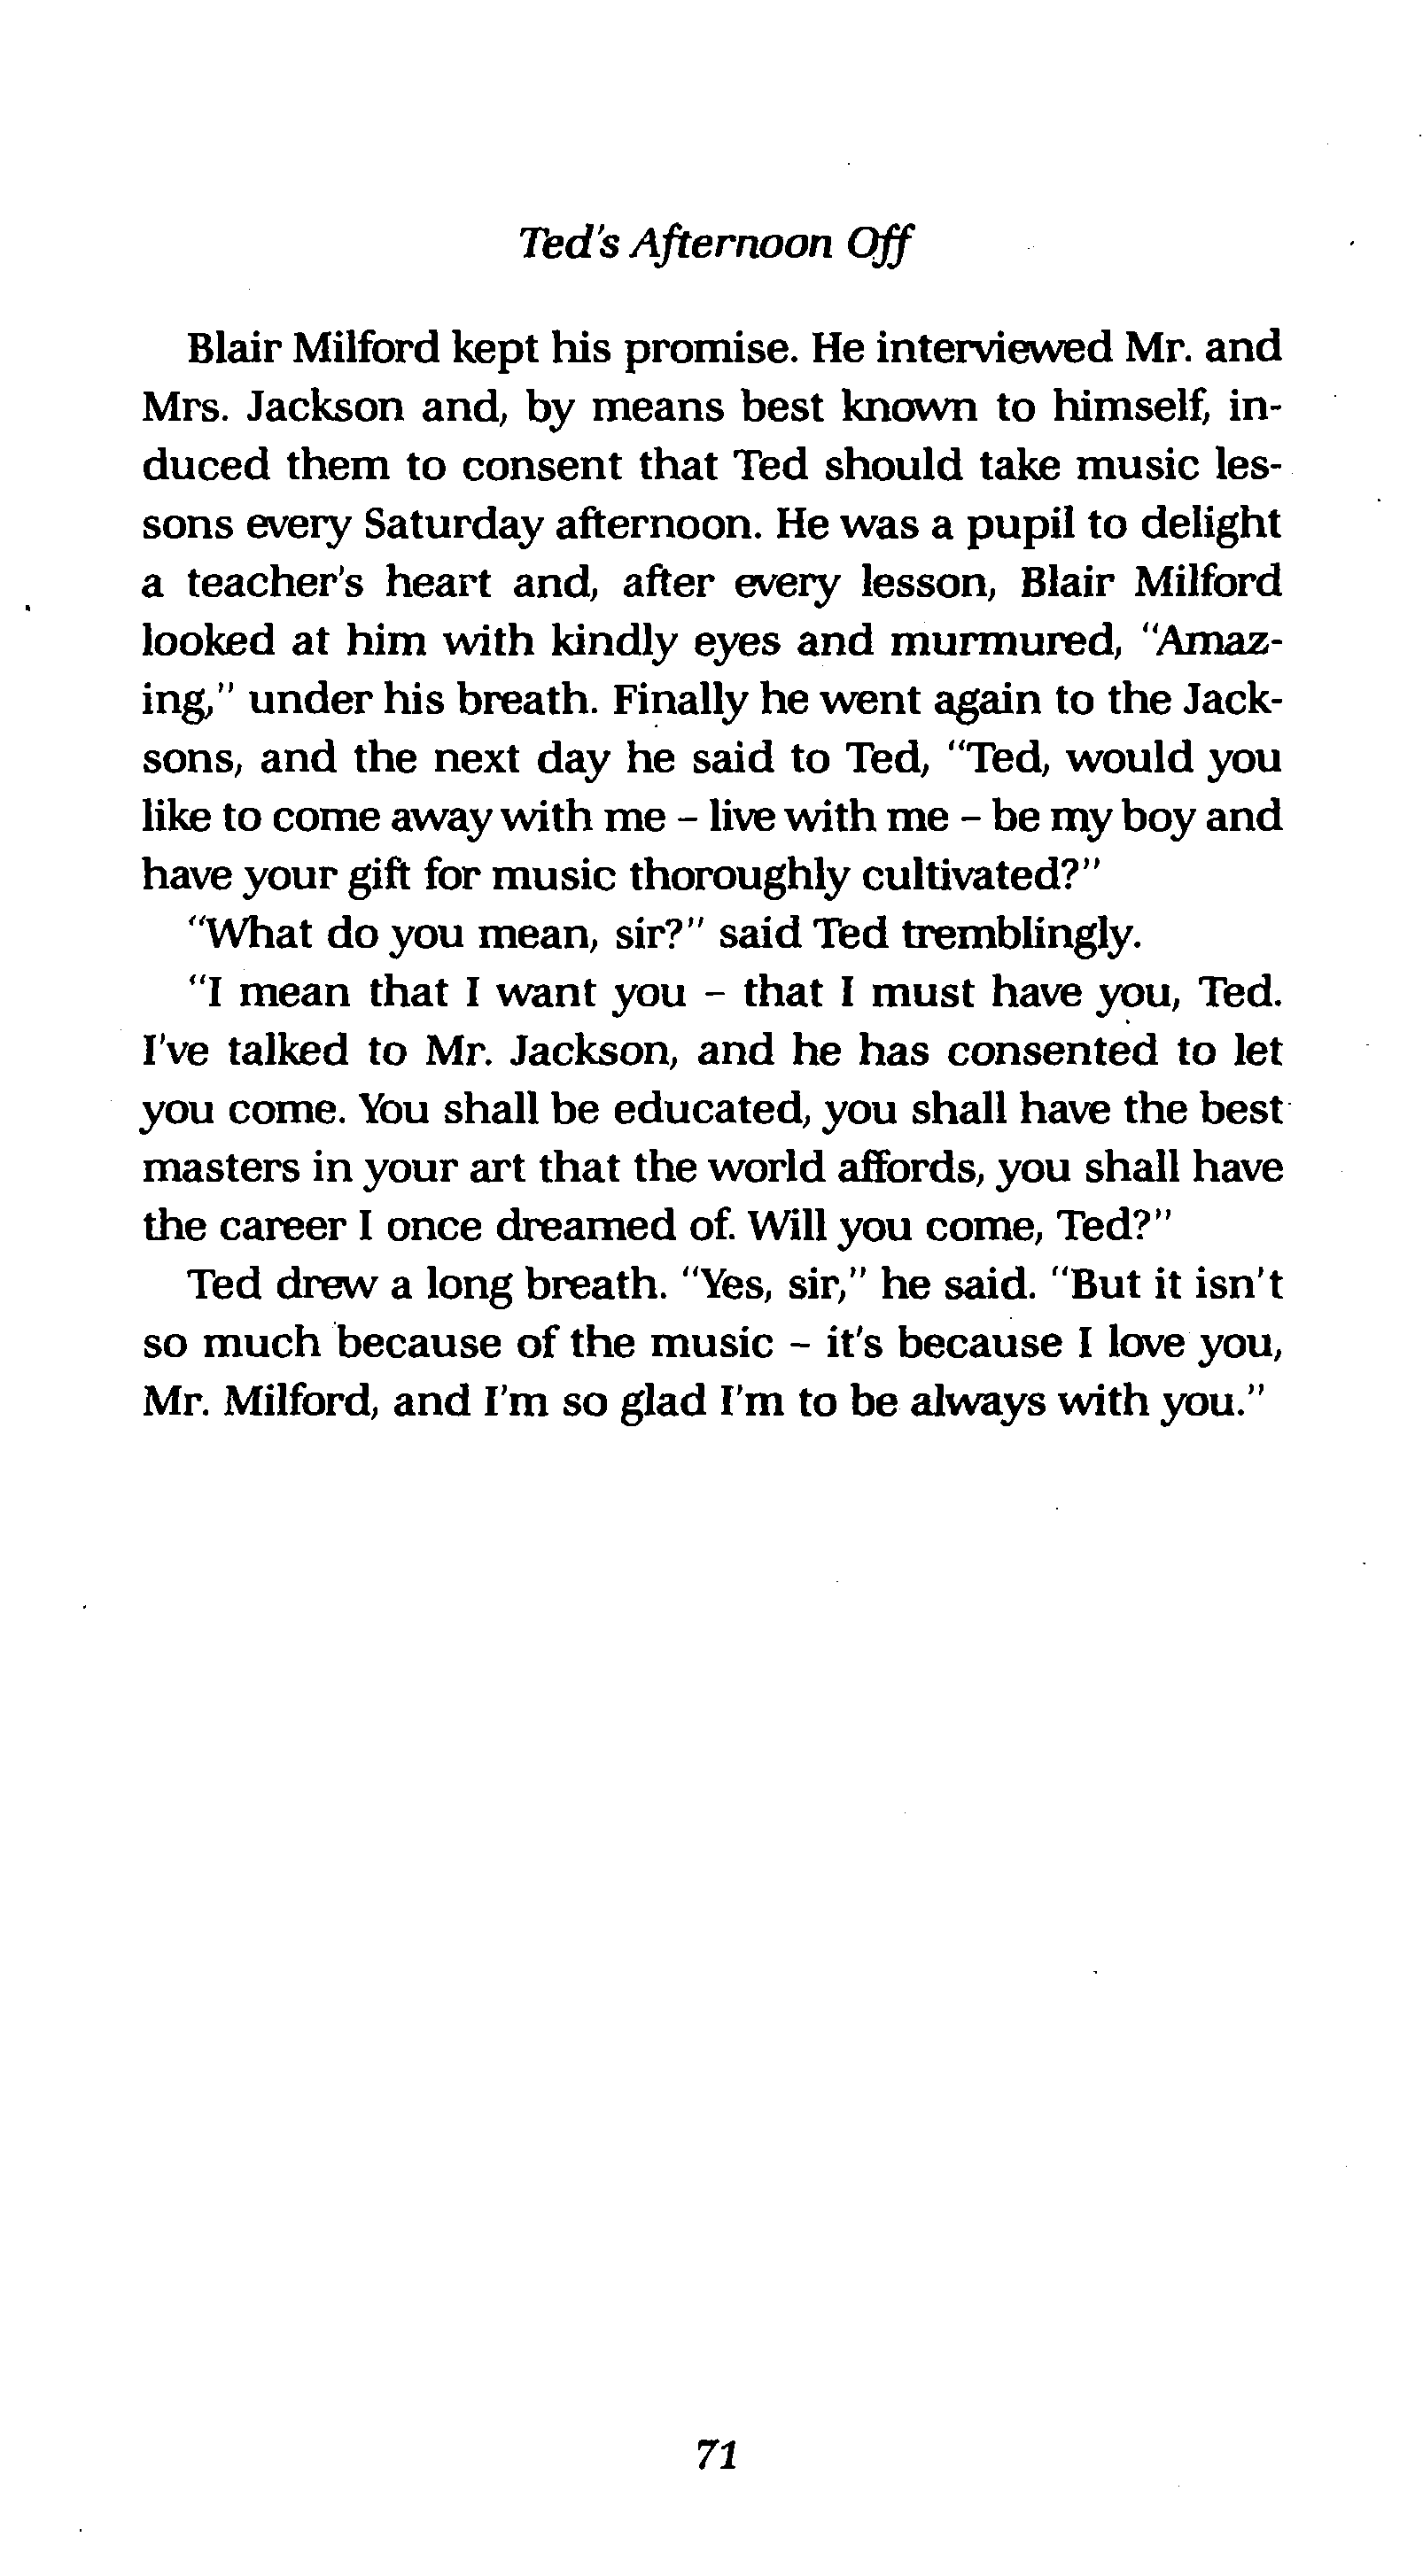 Ted's Afternoon Off
Blair Milford kept his promise. He interviewed Mr. and
Mrs. Jackson and, by means best known to himself, in-
duced them to consent that Ted should take music les-
sons every Saturday afternoon. He was a pupil to delight
a teacher's heart and, after every lesson, Blair Milford
looked at him with kindly eyes and murmured, "Amaz-
ing," under his breath. Finally he went again to the Jack-
sons, and the next day he said to Ted, "Ted, would you
like to come away with me – live with me – be my boy and
have your gift for music thoroughly cultivated?"
"What do you mean, sir?" said Ted tremblingly.
"I mean that I want you – that I must have you, Ted.
I've talked to Mr. Jackson, and he has consented to let
you come. You shall be educated, you shall have the best
masters in your art that the world affords, you shall have
the career I once dreamed of. Will you come, Ted?"
Ted drew a long breath. "Yes, sir," he said. "But it isn't
so much because of the music – it's because I love you,
Mr. Milford, and I'm so glad I'm to be always with you."
71